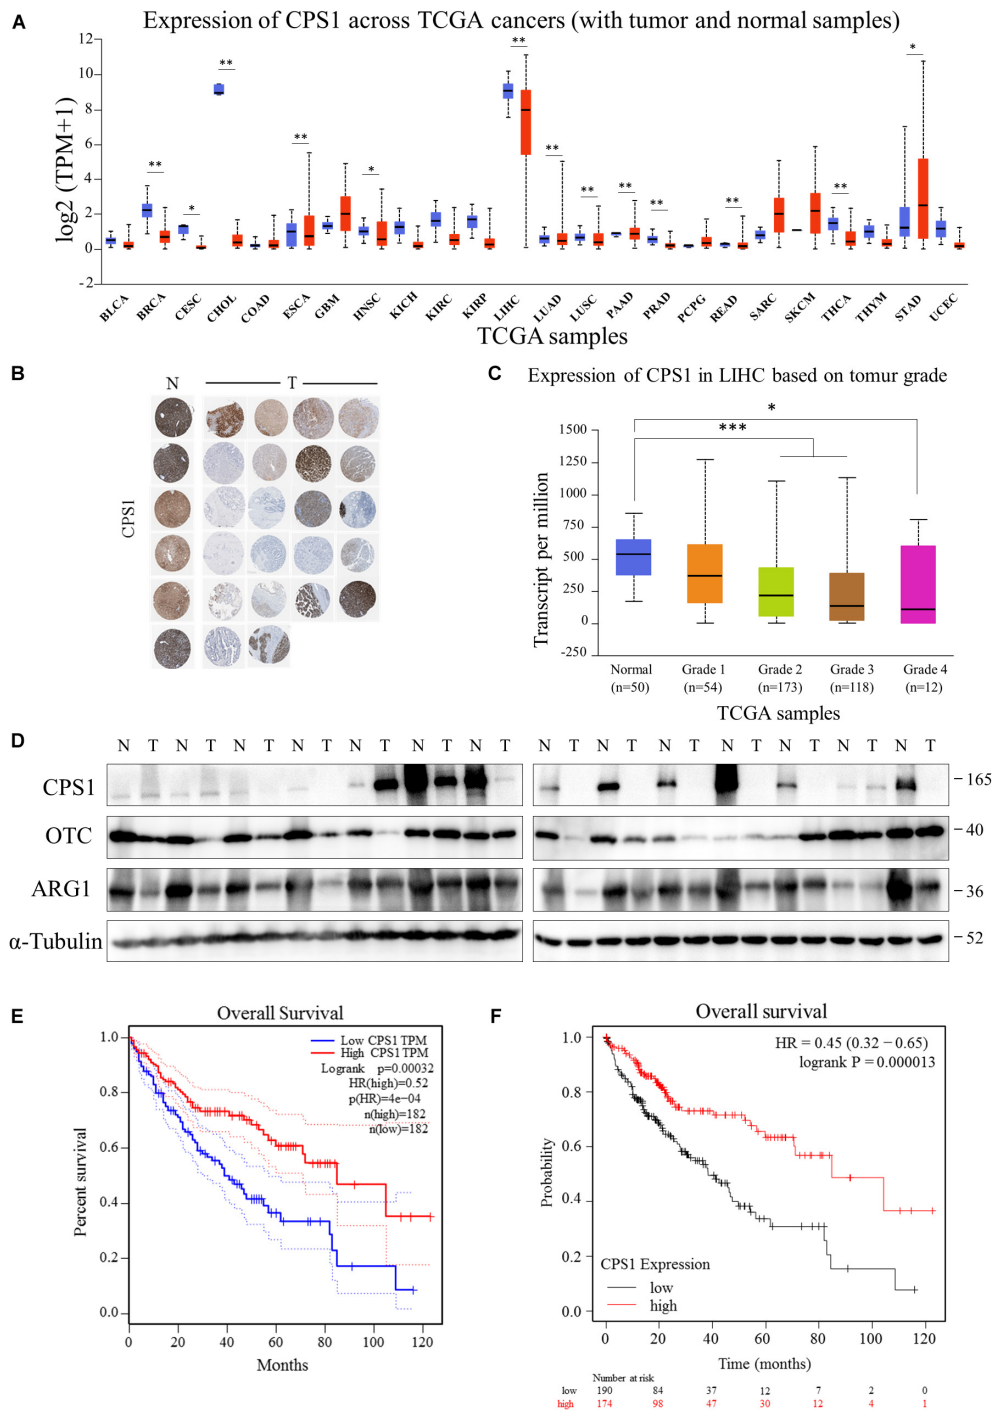 A
Expression of CPS1 across TCGA cancers (with tumor and normal samples)
log2 (TPM+1)
12
10
8
6
4
2
0
-2
** * ** ** * ** ** ** ** ** ** ** *
BLCA BRCA CESC CHOL COAD ESCA GBM HNSC KICH KIRC KIRP LIHC LUAD LUSC PAAD PRAD PCPG READ SARC SKCM THCA THYM STAD UCEC
TCGA samples
B
N T
CPS1
C
Expression of CPS1 in LIHC based on tomur grade
*
***
Transcript per million
1500
1250
1000
750
500
250
0
-250
Normal Grade 1 Grade 2 Grade 3 Grade 4
(n=50) (n=54) (n=173) (n=118) (n=12)
TCGA samples
D
N T N T N T N T N T N T N T N T N T N T N T N T N T N T
CPS1 165
OTC 40
ARG1 36
α-Tubulin 52
E
Overall Survival
Low CPS1 TPM
High CPS1 TPM
Logrank p=0.00032
HR(high)=0.52
p(HR)=4e−04
n(high)=182
n(low)=182
Percent survival
1.0
0.8
0.6
0.4
0.2
0.0
0 20 40 60 80 100 120
Months
F
Overall survival
HR = 0.45 (0.32 − 0.65)
logrank P = 0.000013
Probability
1.0
0.8
0.6
0.4
0.2
0.0
CPS1 Expression
low
high
0 20 40 60 80 100 120
Time (months)
Number at risk
low 190 84 37 12 7 2 0
high 174 98 47 30 12 4 1